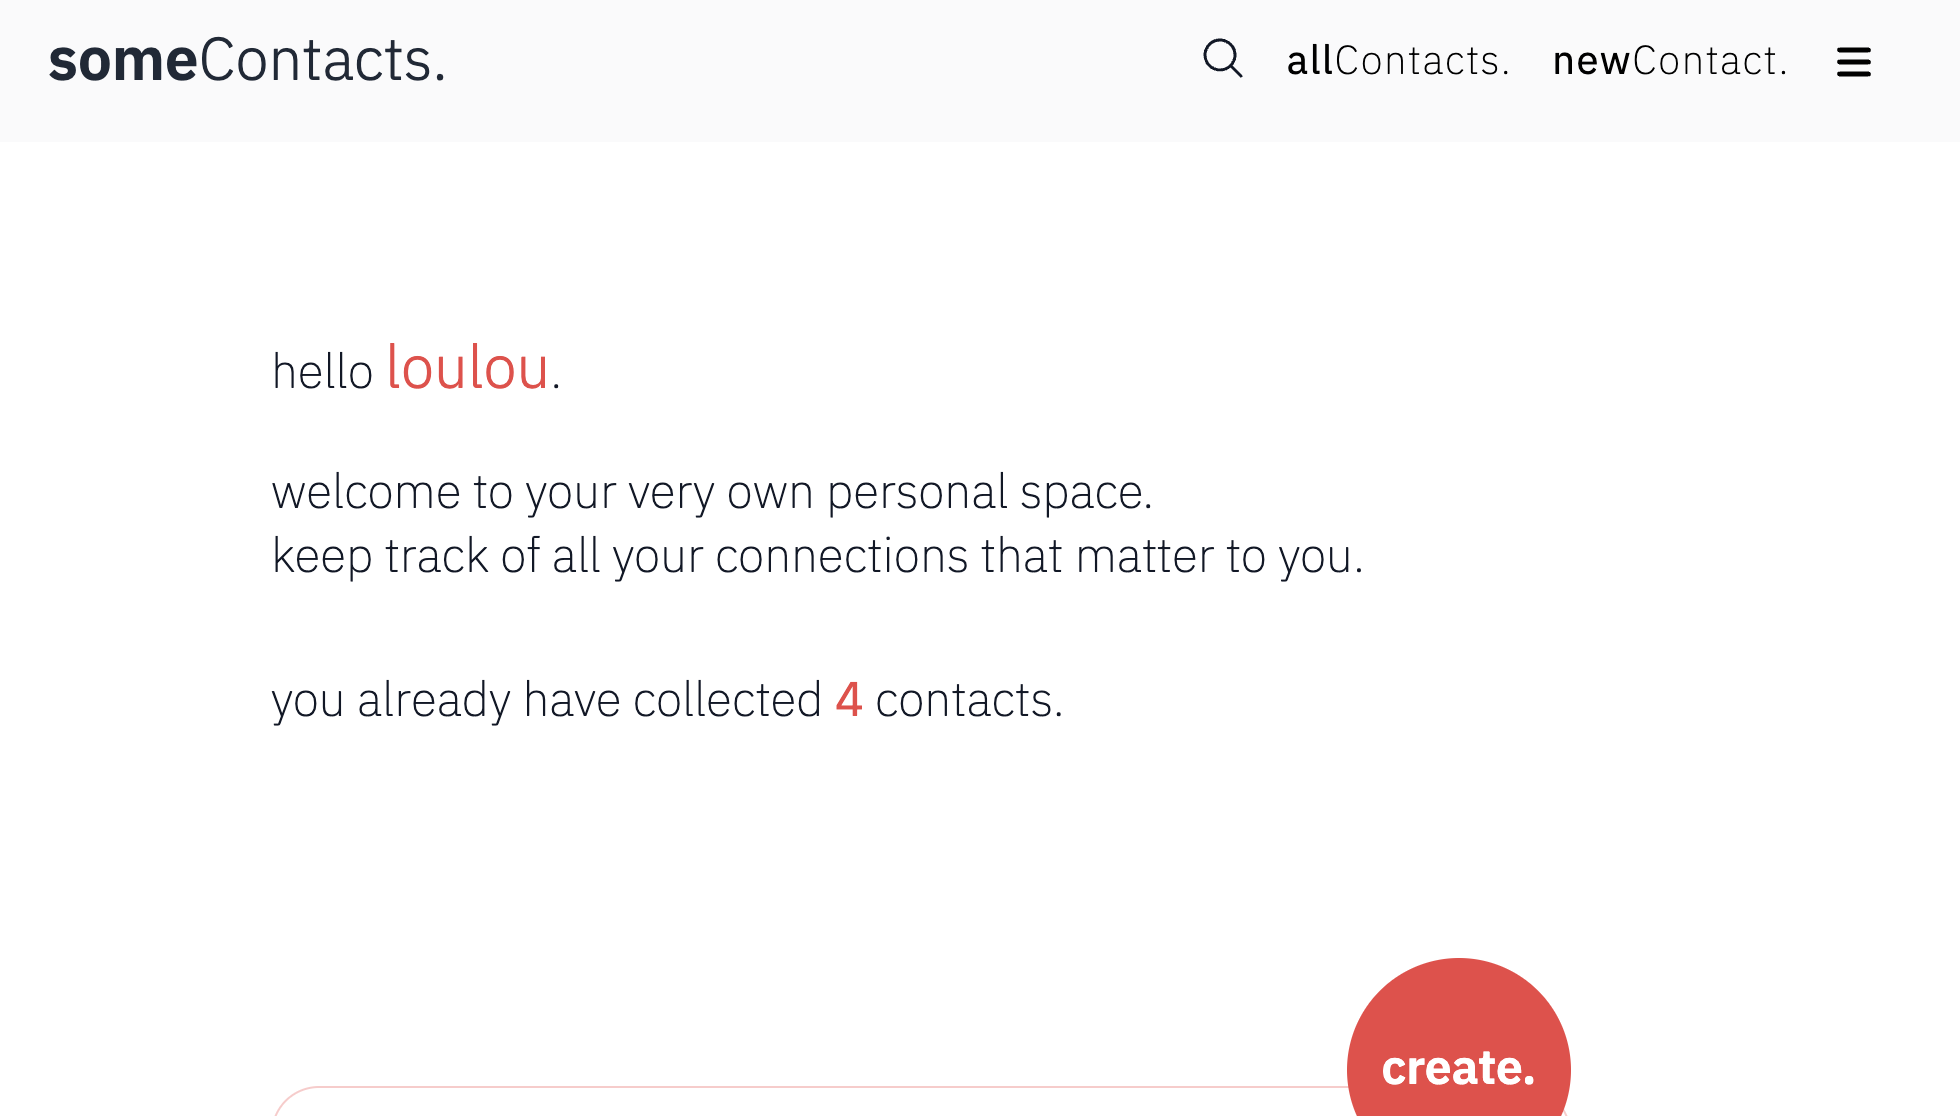 someContacts.
allContacts. newContact.
hello loulou.
welcome to your very own personal space.
keep track of all your connections that matter to you.
you already have collected 4 contacts.
create.